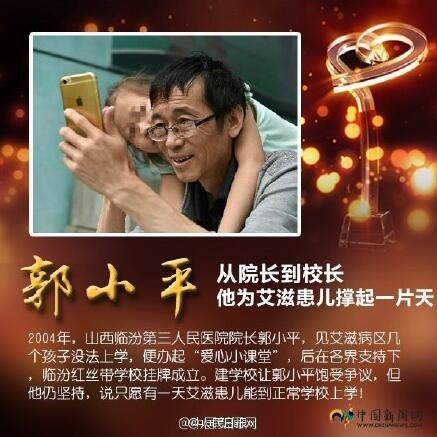 郭小平
从院长到校长
他为艾滋患儿撑起一片天
2004年，山西临汾第三人民医院院长郭小平，见艾滋病区几
个孩子没法上学，便办起“爱心小课堂”，后在各界支持下
，临汾红丝带学校挂牌成立。建学校让郭小平饱受争议，但
他仍坚持，说只愿有一天艾滋患儿能到正常学校上学！
中国新闻网
WWW.CHINANEWS.COM